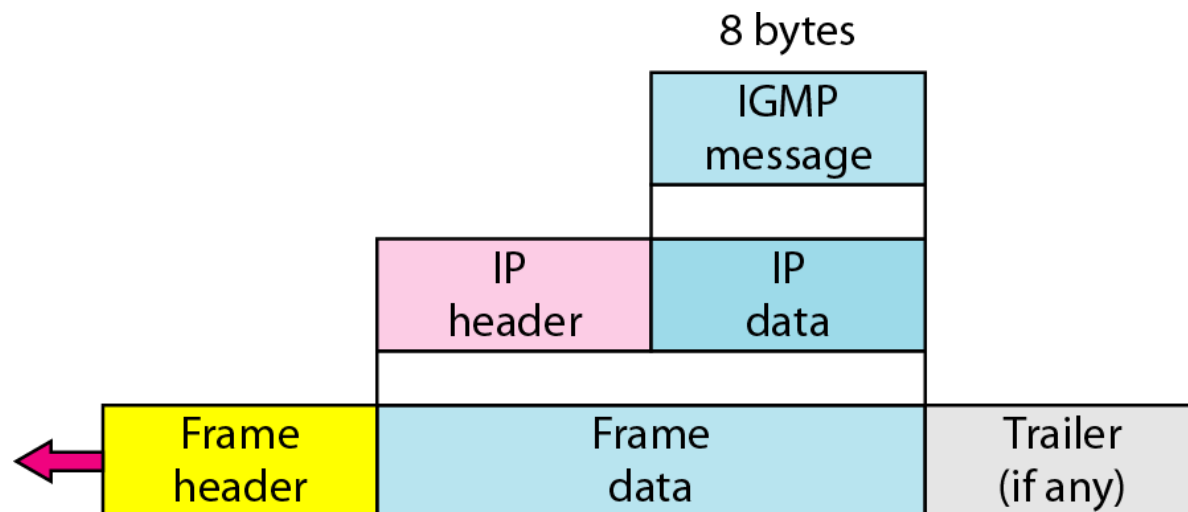 8 bytes
IGMP
message
IP
header
IP
data
Frame
header
Frame
data
Trailer
(if any)